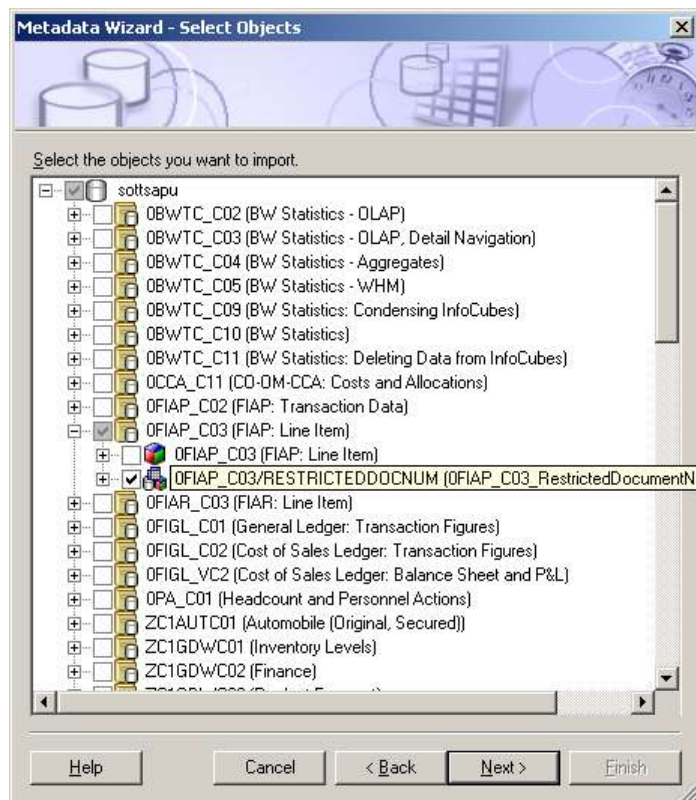 Metadata Wizard - Select Objects
Select the objects you want to import.
sottsapu
0BWTC_C02 (BW Statistics - OLAP)
0BWTC_C03 (BW Statistics - OLAP, Detail Navigation)
0BWTC_C04 (BW Statistics - Aggregates)
0BWTC_C05 (BW Statistics - WHM)
0BWTC_C09 (BW Statistics: Condensing InfoCubes)
0BWTC_C10 (BW Statistics)
0BWTC_C11 (BW Statistics: Deleting Data from InfoCubes)
0CCA_C11 (CO-OM-CCA: Costs and Allocations)
0FIAP_C02 (FIAP: Transaction Data)
0FIAP_C03 (FIAP: Line Item)
0FIAP_C03 (FIAP: Line Item)
0FIAP_C03/RESTRICTEDDOCNUM (0FIAP_C03_RestrictedDocumentN
0FIAR_C03 (FIAR: Line Item)
0FIGL_C01 (General Ledger: Transaction Figures)
0FIGL_C02 (Cost of Sales Ledger: Transaction Figures)
0FIGL_VC2 (Cost of Sales Ledger: Balance Sheet and P&L)
0PA_C01 (Headcount and Personnel Actions)
ZC1AUTC01 (Automobile (Original, Secured))
ZC1GDWC01 (Inventory Levels)
ZC1GDWC02 (Finance)
Help Cancel < Back Next > Finish